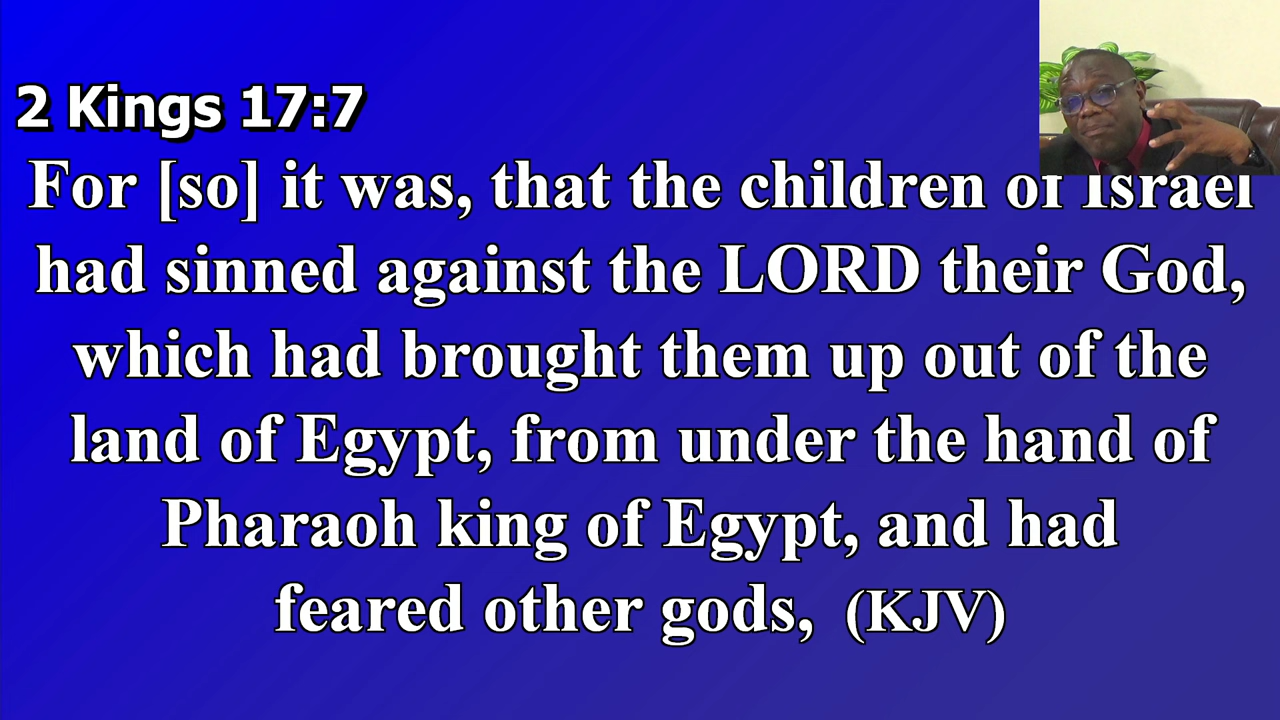 2 Kings 17:7
For [so] it was, that the children of Israel
had sinned against the LORD their God,
which had brought them up out of the
land of Egypt, from under the hand of
Pharaoh king of Egypt, and had
feared other gods, (KJV)